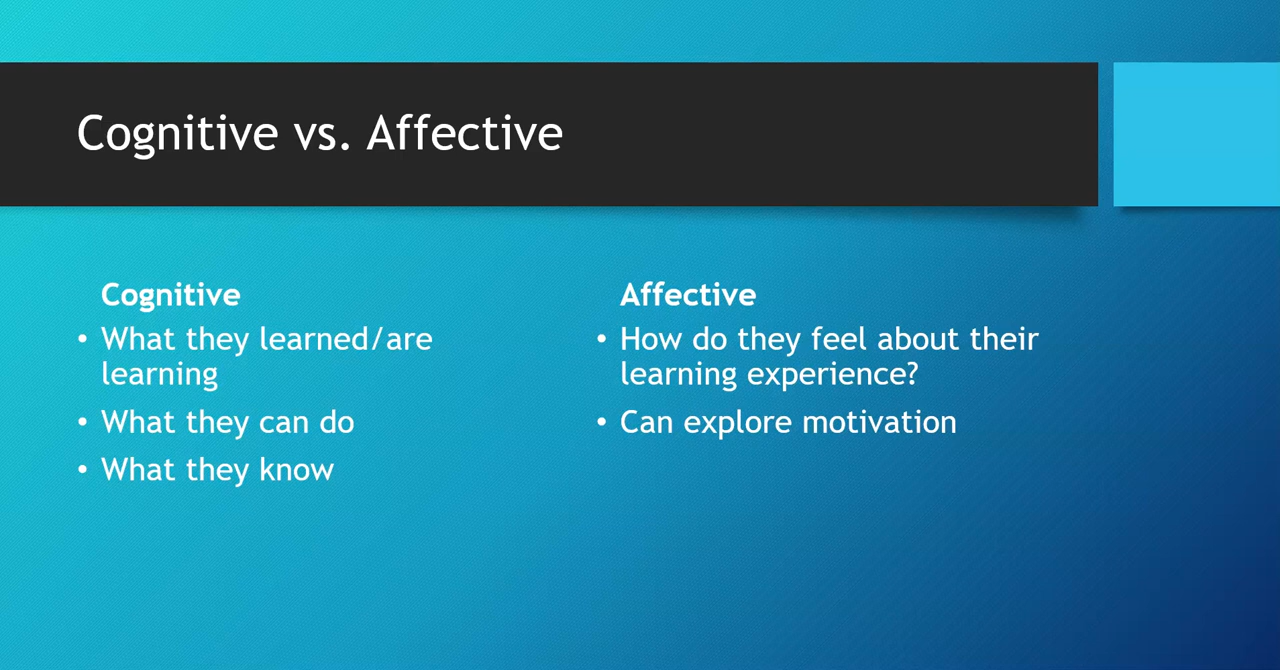 Cognitive vs. Affective
Cognitive
• What they learned/are
learning
• What they can do
• What they know
Affective
• How do they feel about their
learning experience?
• Can explore motivation